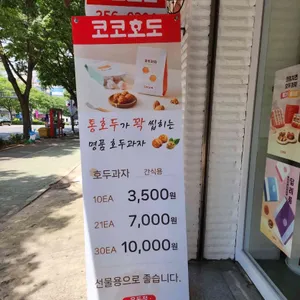 코코호도
통호두가 꽉 씹히는
명품 호두과자
호두과자 간식용
10EA 3,500원
21EA 7,000원
30EA 10,000원
선물용으로 좋습니다.